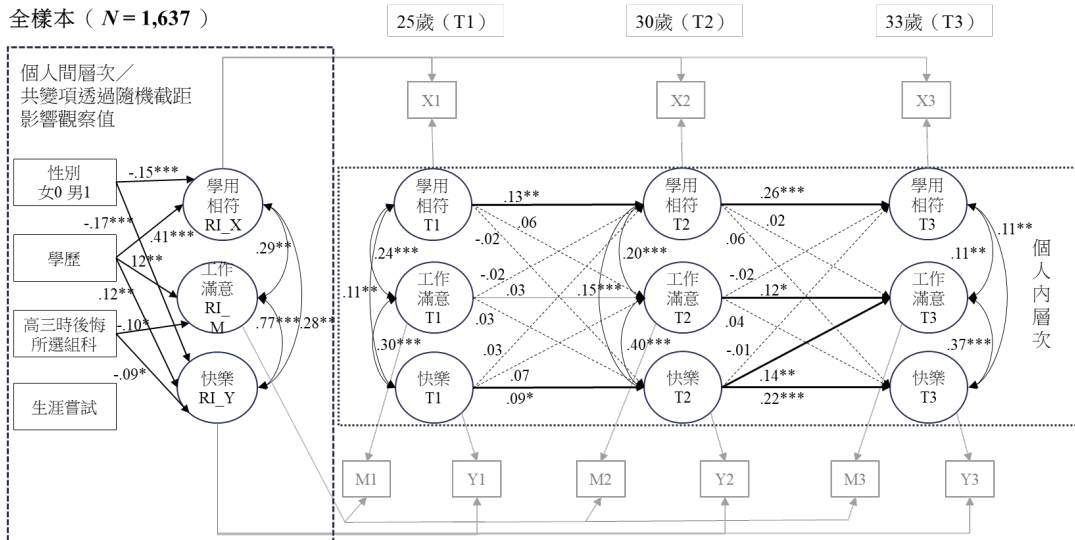 全樣本（N = 1,637）
25歲（T1）
30歲（T2）
33歲（T3）
個人間層次／
共變項透過隨機截距
影響觀察值
X1
X2
X3
性別
女0 男1
學歷
高三時後悔
所選組科
生涯嘗試
-.15***
-.17***
.41***
.12**
.12**
-.10*
-.09*
學用
相符
RI_X
工作
滿意
RI_
M
快樂
RI_Y
.29**
.77***
.28**
學用
相符
T1
工作
滿意
T1
快樂
T1
.24***
.11**
.30***
.13**
.06
-.02
-.02
.03
.03
.03
.07
.09*
學用
相符
T2
工作
滿意
T2
快樂
T2
.20***
.15***
.40***
.26***
.02
.06
-.02
.12*
.04
-.01
.14**
.22***
學用
相符
T3
工作
滿意
T3
快樂
T3
.11**
.11**
.37***
個人內層次
M1
Y1
M2
Y2
M3
Y3